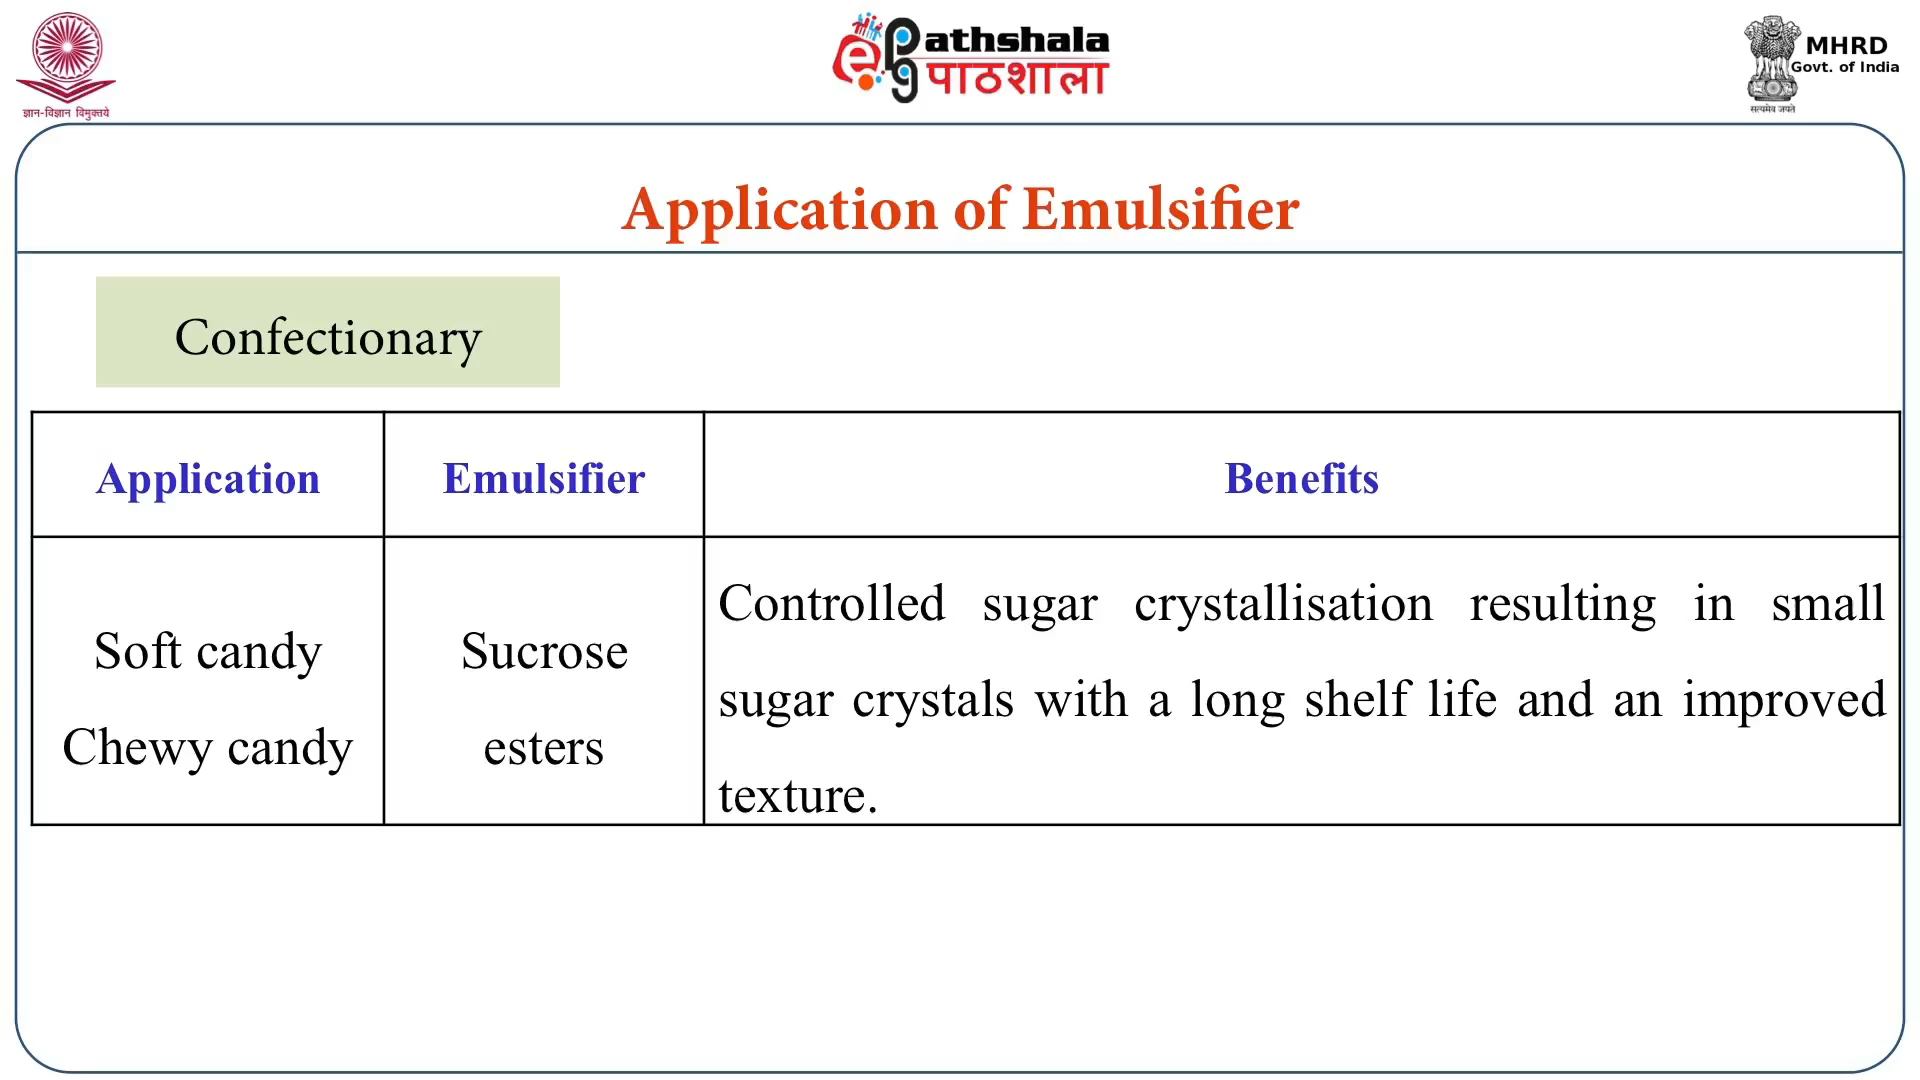 ज्ञान-विज्ञान विमुक्तये
e
Pg
athshala
पाठशाला
MHRD
Govt. of India
सत्यमेव जयते
Application of Emulsifier
Confectionary
Application
Emulsifier
Benefits
Soft candy
Chewy candy
Sucrose
esters
Controlled sugar crystallisation resulting in small
sugar crystals with a long shelf life and an improved
texture.